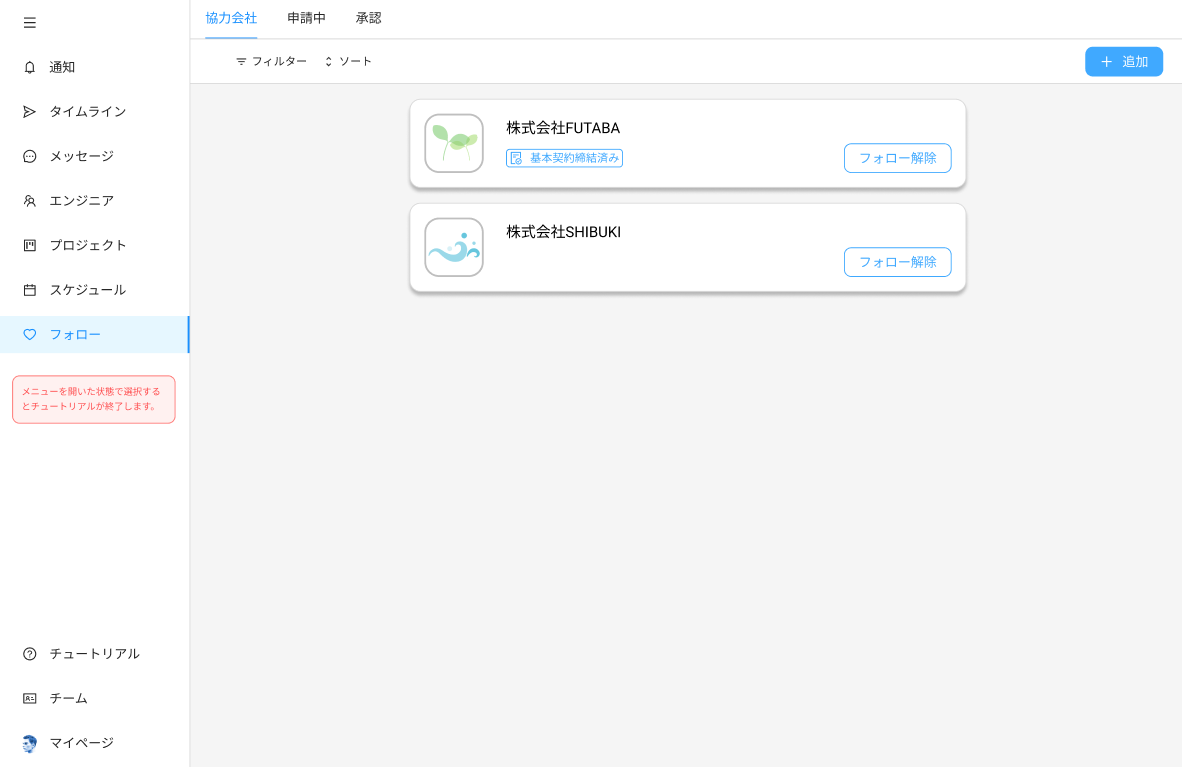 通知
タイムライン
メッセージ
エンジニア
プロジェクト
スケジュール
フォロー
メニューを開いた状態で選択する
とチュートリアルが終了します。
チュートリアル
チーム
マイページ
協力会社 申請中 承認
フィルター ソート
追加
株式会社FUTABA
基本契約締結済み
フォロー解除
株式会社SHIBUKI
フォロー解除